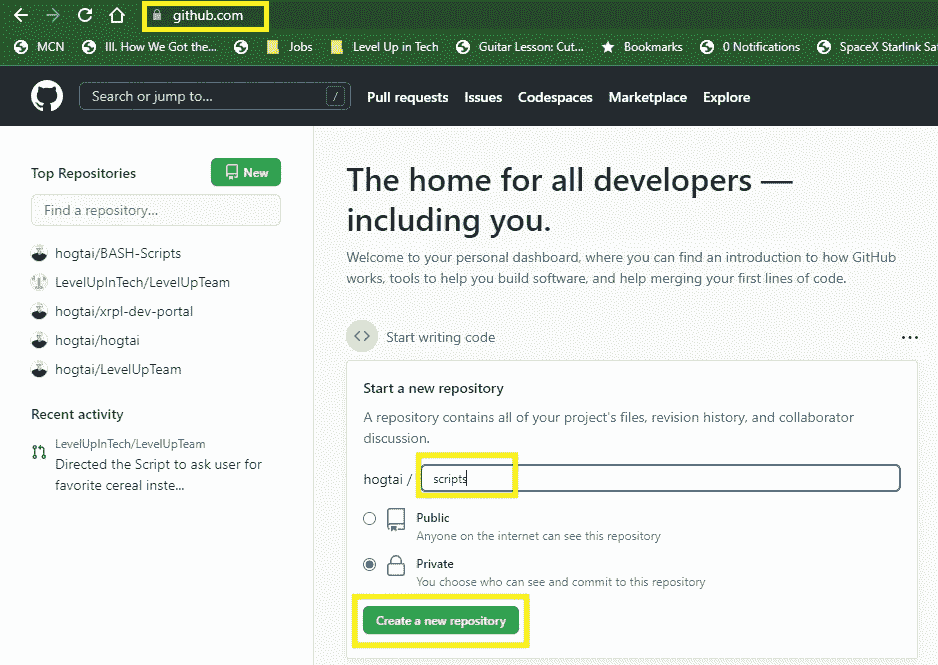 github.com
MCN III. How We Got the... Jobs Level Up in Tech Guitar Lesson: Cut... Bookmarks 0 Notifications SpaceX Starlink Sa
Search or jump to... / Pull requests Issues Codespaces Marketplace Explore
Top Repositories New
Find a repository...
hogtai/BASH-Scripts
LevelUpInTech/LevelUpTeam
hogtai/xrpl-dev-portal
hogtai/hogtai
hogtai/LevelUpTeam
Recent activity
LevelUpInTech/LevelUpTeam
Directed the Script to ask user for
favorite cereal inste...
The home for all developers —
including you.
Welcome to your personal dashboard, where you can find an introduction to how GitHub
works, tools to help you build software, and help merging your first lines of code.
<> Start writing code ...
Start a new repository
A repository contains all of your project's files, revision history, and collaborator
discussion.
hogtai / scripts
Public
Anyone on the internet can see this repository
Private
You choose who can see and commit to this repository
Create a new repository